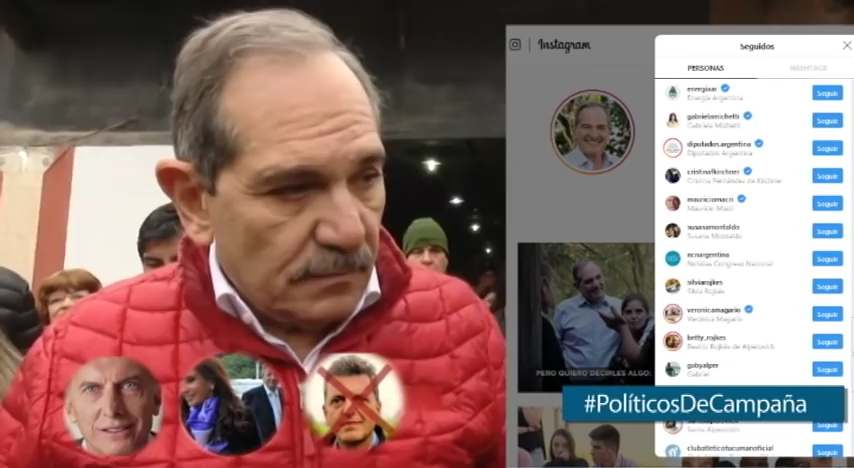 Instagram
Seguidos
PERSONAS
HASHTAGS
energiaar
Energía Argentina
Seguir
gabrielamichetti
Gabriela Michetti
Seguir
diputados.argentina
Diputados Argentina
Seguir
cristinafkirchner
Cristina Fernández de Kirchner
Seguir
mauriciomacri
Mauricio Macri
Seguir
susanamontaldo
Susana Montaldo
Seguir
ncnargentina
Noticias Congreso Nacional
Seguir
silviarojkes
Silvia Rojkés
Seguir
veronicamagario
Verónica Magario
Seguir
betty_rojkes
Beatriz Rojkés de Alperovich
Seguir
gabyalper
Gabriel
Seguir
PERO QUIERO DECIRLES ALGO:
#PolíticosDeCampaña
Seguir
clubatleticotucumanoficial
Seguir